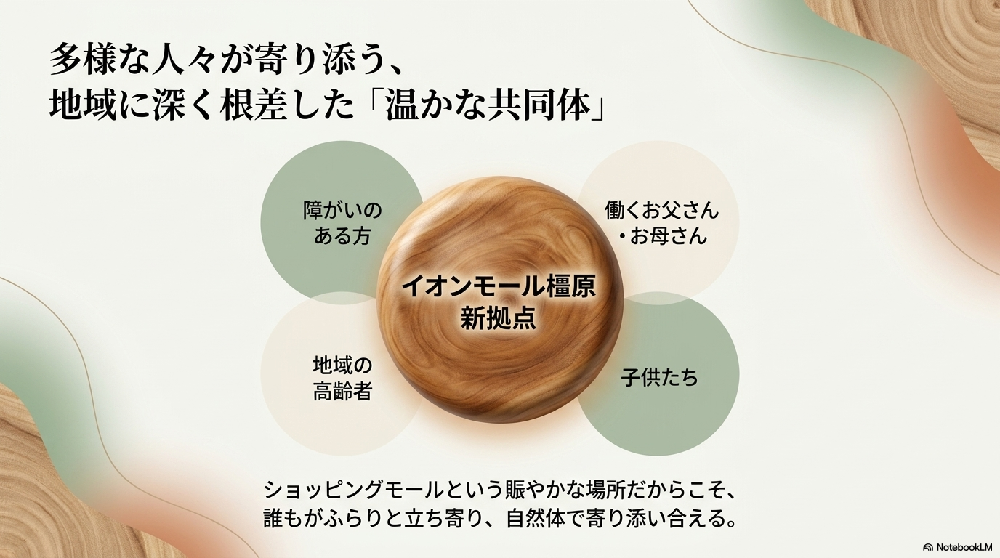 多様な人々が寄り添う、
地域に深く根差した「温かな共同体」
障がいの
ある方
働くお父さん
・お母さん
イオンモール橿原
新拠点
地域の
高齢者
子供たち
ショッピングモールという賑やかな場所だからこそ、
誰もがふらりと立ち寄り、自然体で寄り添い合える。
NotebookLM